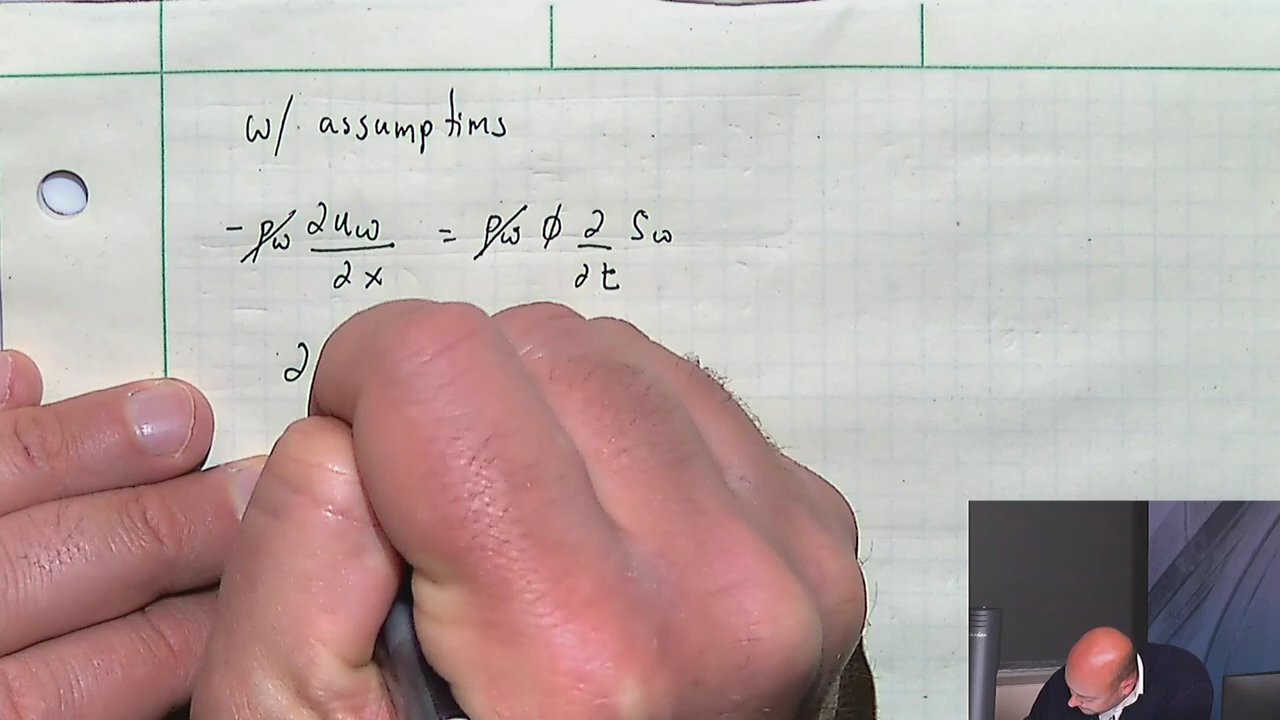 w/ assumptions
-ρw ∂uw/∂x = ρw ϕ ∂/∂t Sw
∂